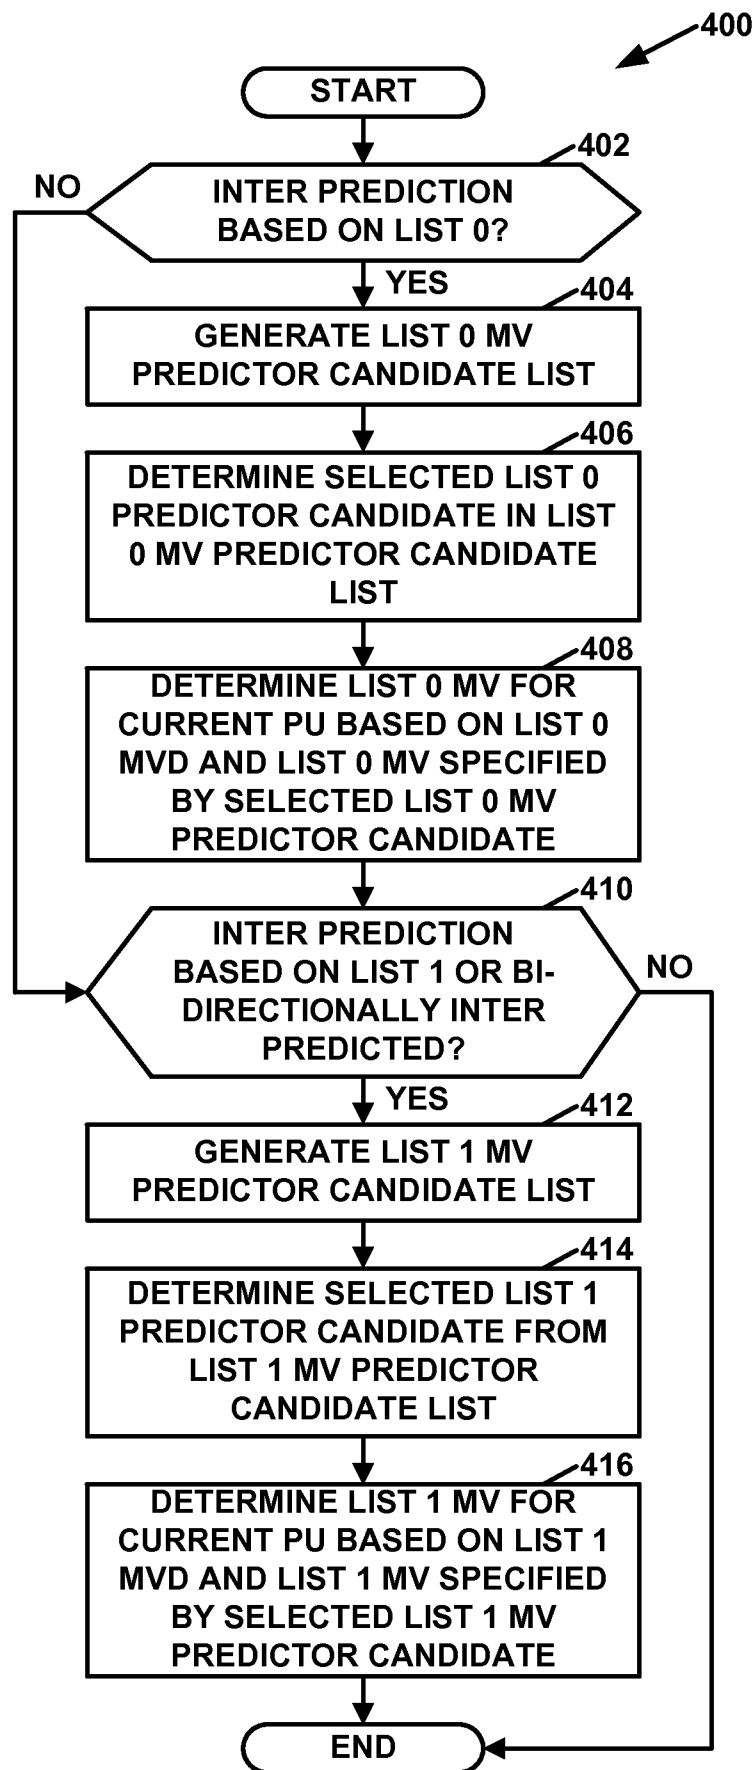 400
START
402
NO
INTER PREDICTION
BASED ON LIST 0?
YES
404
GENERATE LIST 0 MV
PREDICTOR CANDIDATE LIST
406
DETERMINE SELECTED LIST 0
PREDICTOR CANDIDATE IN LIST
0 MV PREDICTOR CANDIDATE
LIST
408
DETERMINE LIST 0 MV FOR
CURRENT PU BASED ON LIST 0
MVD AND LIST 0 MV SPECIFIED
BY SELECTED LIST 0 MV
PREDICTOR CANDIDATE
410
INTER PREDICTION
BASED ON LIST 1 OR BI-
DIRECTIONALLY INTER
PREDICTED?
NO
YES
412
GENERATE LIST 1 MV
PREDICTOR CANDIDATE LIST
414
DETERMINE SELECTED LIST 1
PREDICTOR CANDIDATE FROM
LIST 1 MV PREDICTOR
CANDIDATE LIST
416
DETERMINE LIST 1 MV FOR
CURRENT PU BASED ON LIST 1
MVD AND LIST 1 MV SPECIFIED
BY SELECTED LIST 1 MV
PREDICTOR CANDIDATE
END